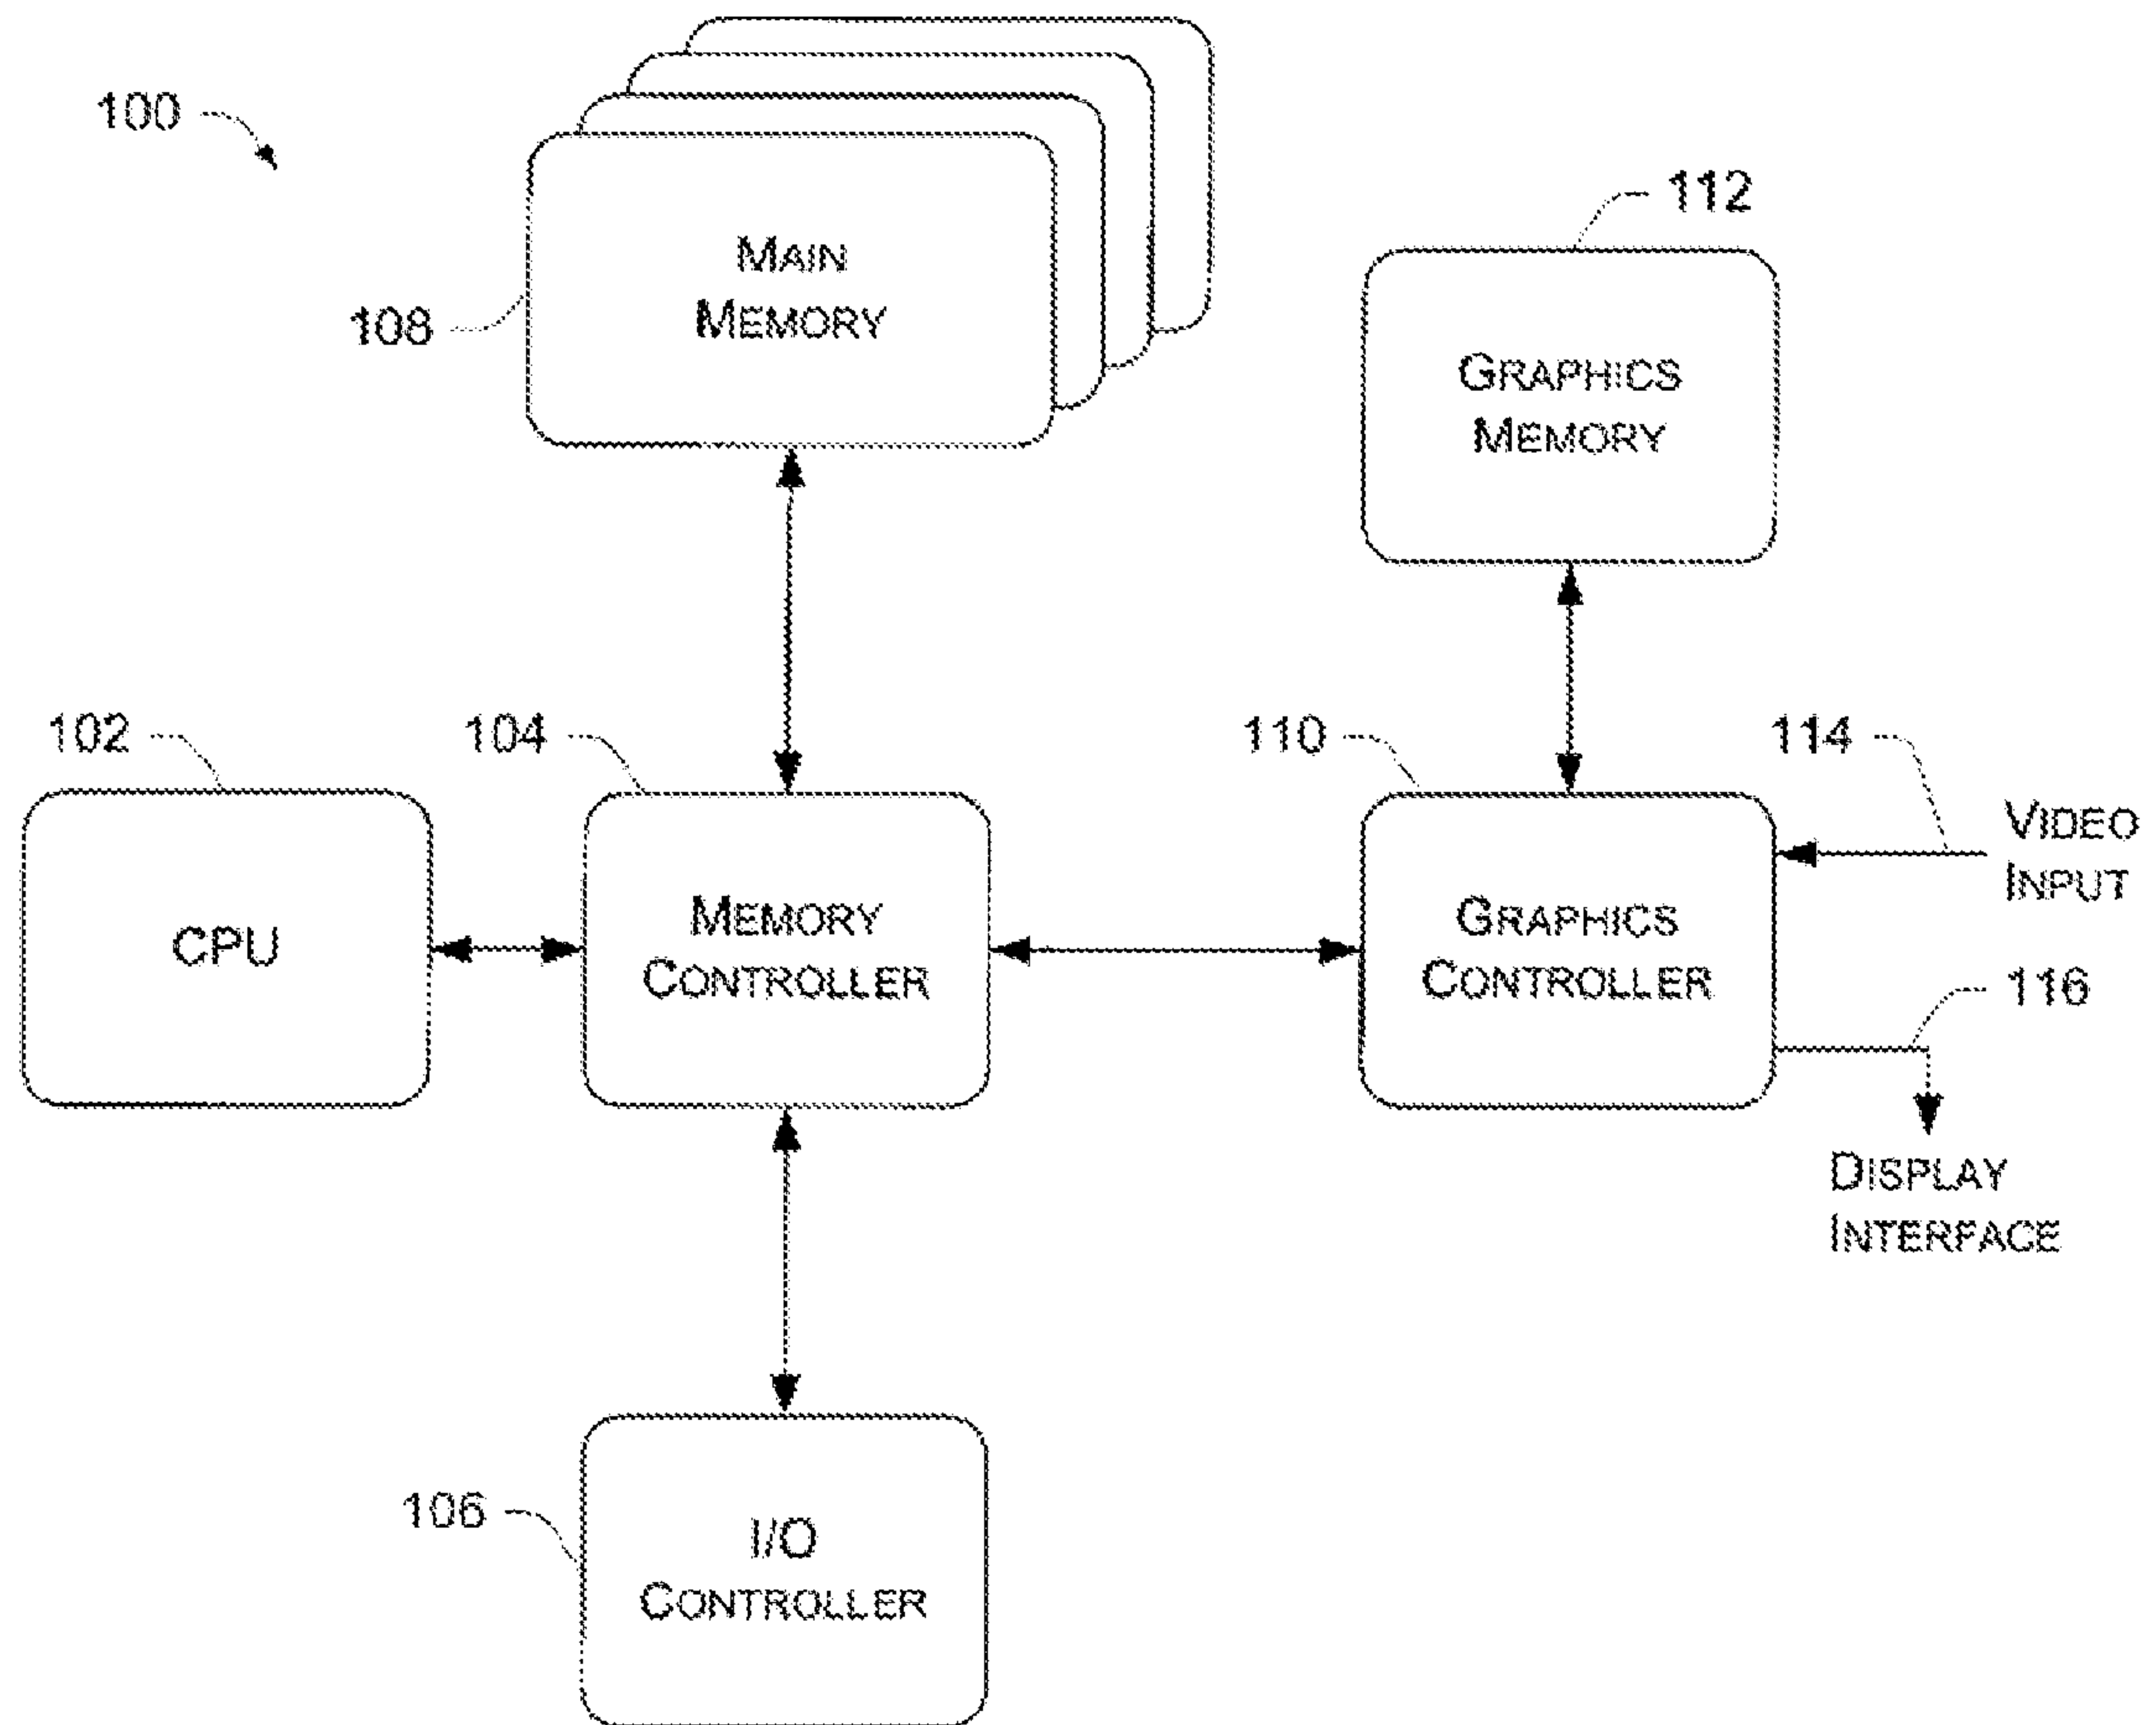 100
MAIN
MEMORY
108
112
GRAPHICS
MEMORY
102
104
110
114
VIDEO
INPUT
CPU
MEMORY
CONTROLLER
GRAPHICS
CONTROLLER
116
DISPLAY
INTERFACE
106
I/O
CONTROLLER